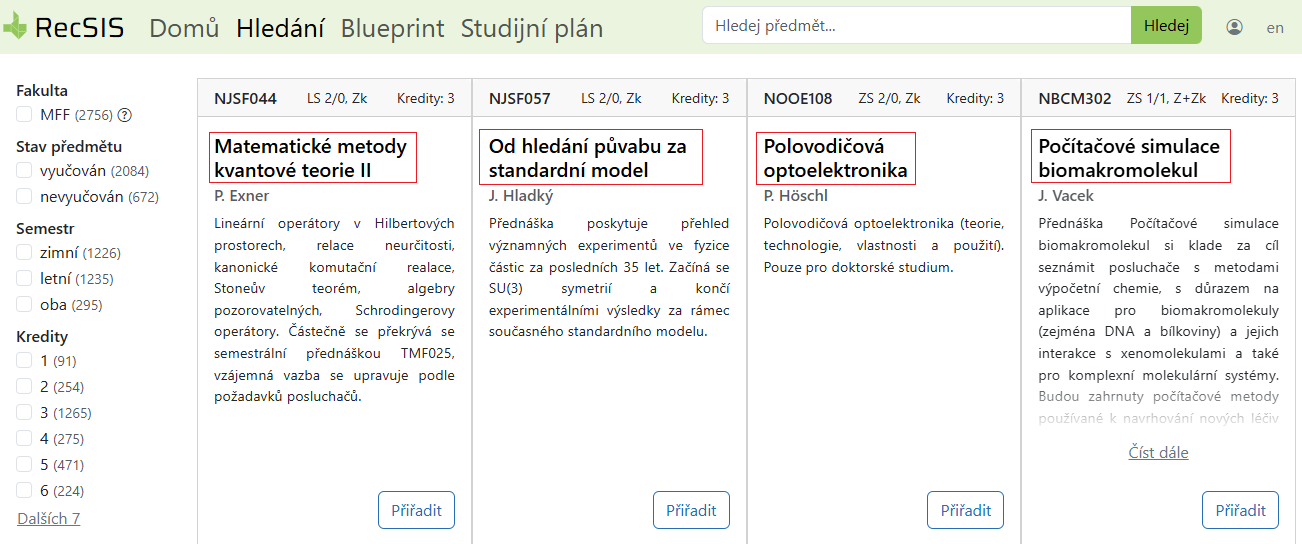 RecSIS Domů Hledání Blueprint Studijní plán Hledej předmět... Hledej en
Fakulta
MFF (2756)
Stav předmětu
vyučován (2084)
nevyučován (672)
Semestr
zimní (1226)
letní (1235)
oba (295)
Kredity
1 (91)
2 (254)
3 (1265)
4 (275)
5 (471)
6 (224)
Dalších 7
NJSF044 LS 2/0, Zk Kredity: 3
Matematické metody
kvantové teorie II
P. Exner
Lineární operátory v Hilbertových
prostorech, relace neurčitosti,
kanonické komutační realace,
Stoneův teorém, algebry
pozorovatelných, Schrodingerovy
operátory. Částečně se překrývá se
semestrální přednáškou TMF025,
vzájemná vazba se upravuje podle
požadavků posluchačů.
Přiřadit
NJSF057 LS 2/0, Zk Kredity: 3
Od hledání půvabu za
standardní model
J. Hladký
Přednáška poskytuje přehled
významných experimentů ve fyzice
částic za posledních 35 let. Začíná se
SU(3) symetrií a končí
experimentálními výsledky za rámec
současného standardního modelu.
Přiřadit
NOOE108 ZS 2/0, Zk Kredity: 3
Polovodičová
optoelektronika
P. Höschl
Polovodičová optoelektronika (teorie,
technologie, vlastnosti a použití).
Pouze pro doktorské studium.
Přiřadit
NBCM302 ZS 1/1, Z+Zk Kredity: 3
Počítačové simulace
biomakromolekul
J. Vacek
Přednáška Počítačové simulace
biomakromolekul si klade za cíl
seznámit posluchače s metodami
výpočetní chemie, s důrazem na
aplikace pro biomakromolekuly
(zejména DNA a bílkoviny) a jejich
interakce s xenomolekulami a také
pro komplexní molekulární systémy.
Budou zahrnuty počítačové metody
používané k navrhování nových léčiv
Číst dále
Přiřadit